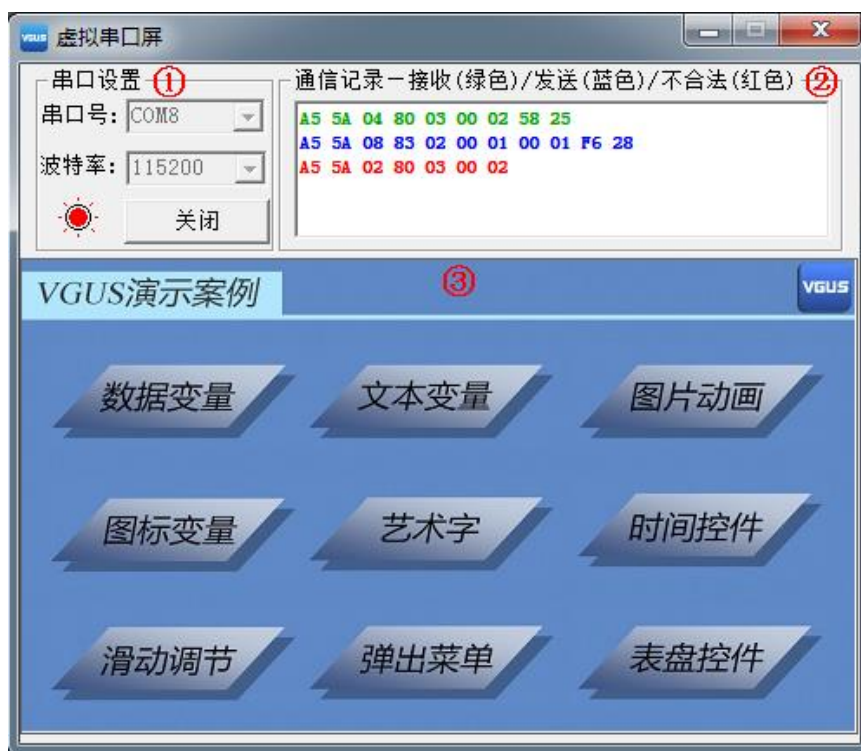 VGUS 虚拟串口屏
串口设置 ①
串口号: COM8
波特率: 115200
关闭
通信记录-接收(绿色)/发送(蓝色)/不合法(红色) ②
A5 5A 04 80 03 00 02 58 25
A5 5A 08 83 02 00 01 00 01 F6 28
A5 5A 02 80 03 00 02
VGUS演示案例 ③ VGUS
数据变量 文本变量 图片动画
图标变量 艺术字 时间控件
滑动调节 弹出菜单 表盘控件